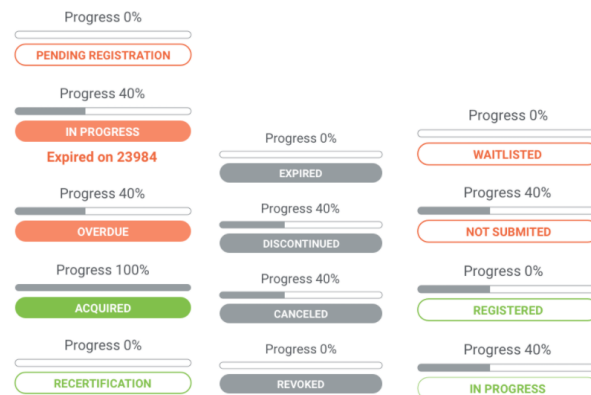 Progress 0%
PENDING REGISTRATION
Progress 40%
IN PROGRESS
Expired on 23984
Progress 40%
OVERDUE
Progress 100%
ACQUIRED
Progress 0%
RECERTIFICATION
Progress 0%
EXPIRED
Progress 40%
DISCONTINUED
Progress 40%
CANCELED
Progress 0%
REVOKED
Progress 0%
WAITLISTED
Progress 40%
NOT SUBMITED
Progress 0%
REGISTERED
Progress 40%
IN PROGRESS